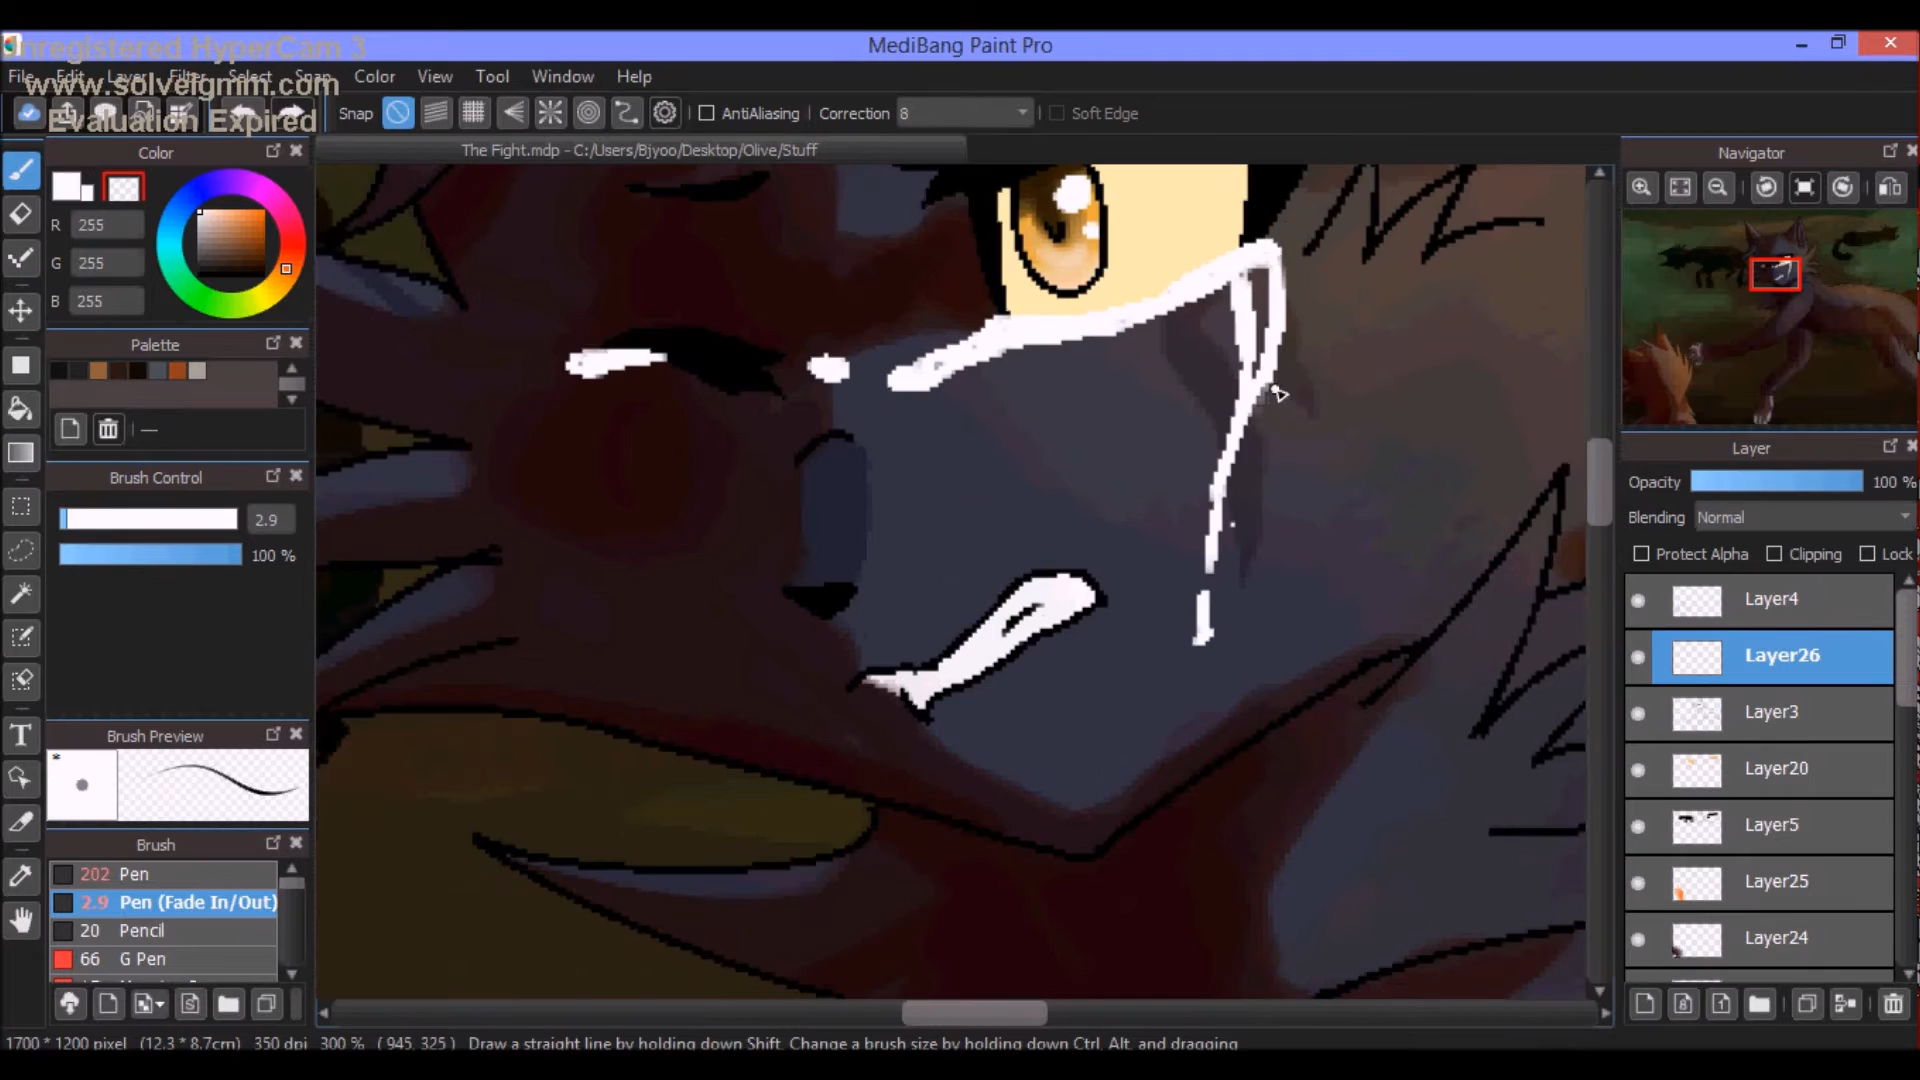 Unregistered HyperCam 3
www.solveigmm.com
Evaluation Expired
MediBang Paint Pro
File Edit Layer Filter Select Snap Color View Tool Window Help
Snap AntiAliasing Correction 8 Soft Edge
The Fight.mdp - C:/Users/Bjyoo/Desktop/Olive/Stuff
Color
R 255
G 255
B 255
Palette
---
Brush Control
2.9
100 %
Brush Preview
*
Brush
202 Pen
2.9 Pen (Fade In/Out)
20 Pencil
66 G Pen
Navigator
Layer
Opacity 100 %
Blending Normal
Protect Alpha Clipping Lock
Layer4
Layer26
Layer3
Layer20
Layer5
Layer25
Layer24
1700 * 1200 pixel (12.3 * 8.7cm) 350 dpi 300 % ( 945, 325 ) Draw a straight line by holding down Shift, Change a brush size by holding down Ctrl, Alt, and dragging